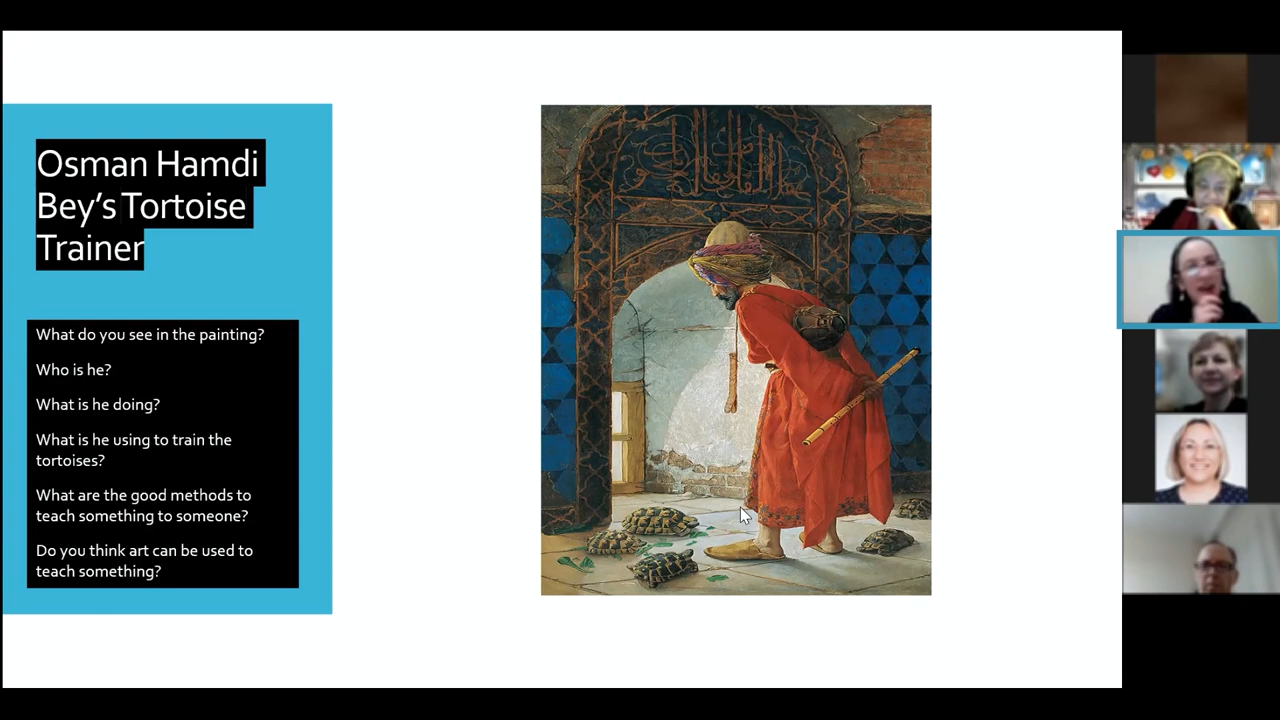 Osman Hamdi
Bey's Tortoise
Trainer
What do you see in the painting?
Who is he?
What is he doing?
What is he using to train the
tortoises?
What are the good methods to
teach something to someone?
Do you think art can be used to
teach something?